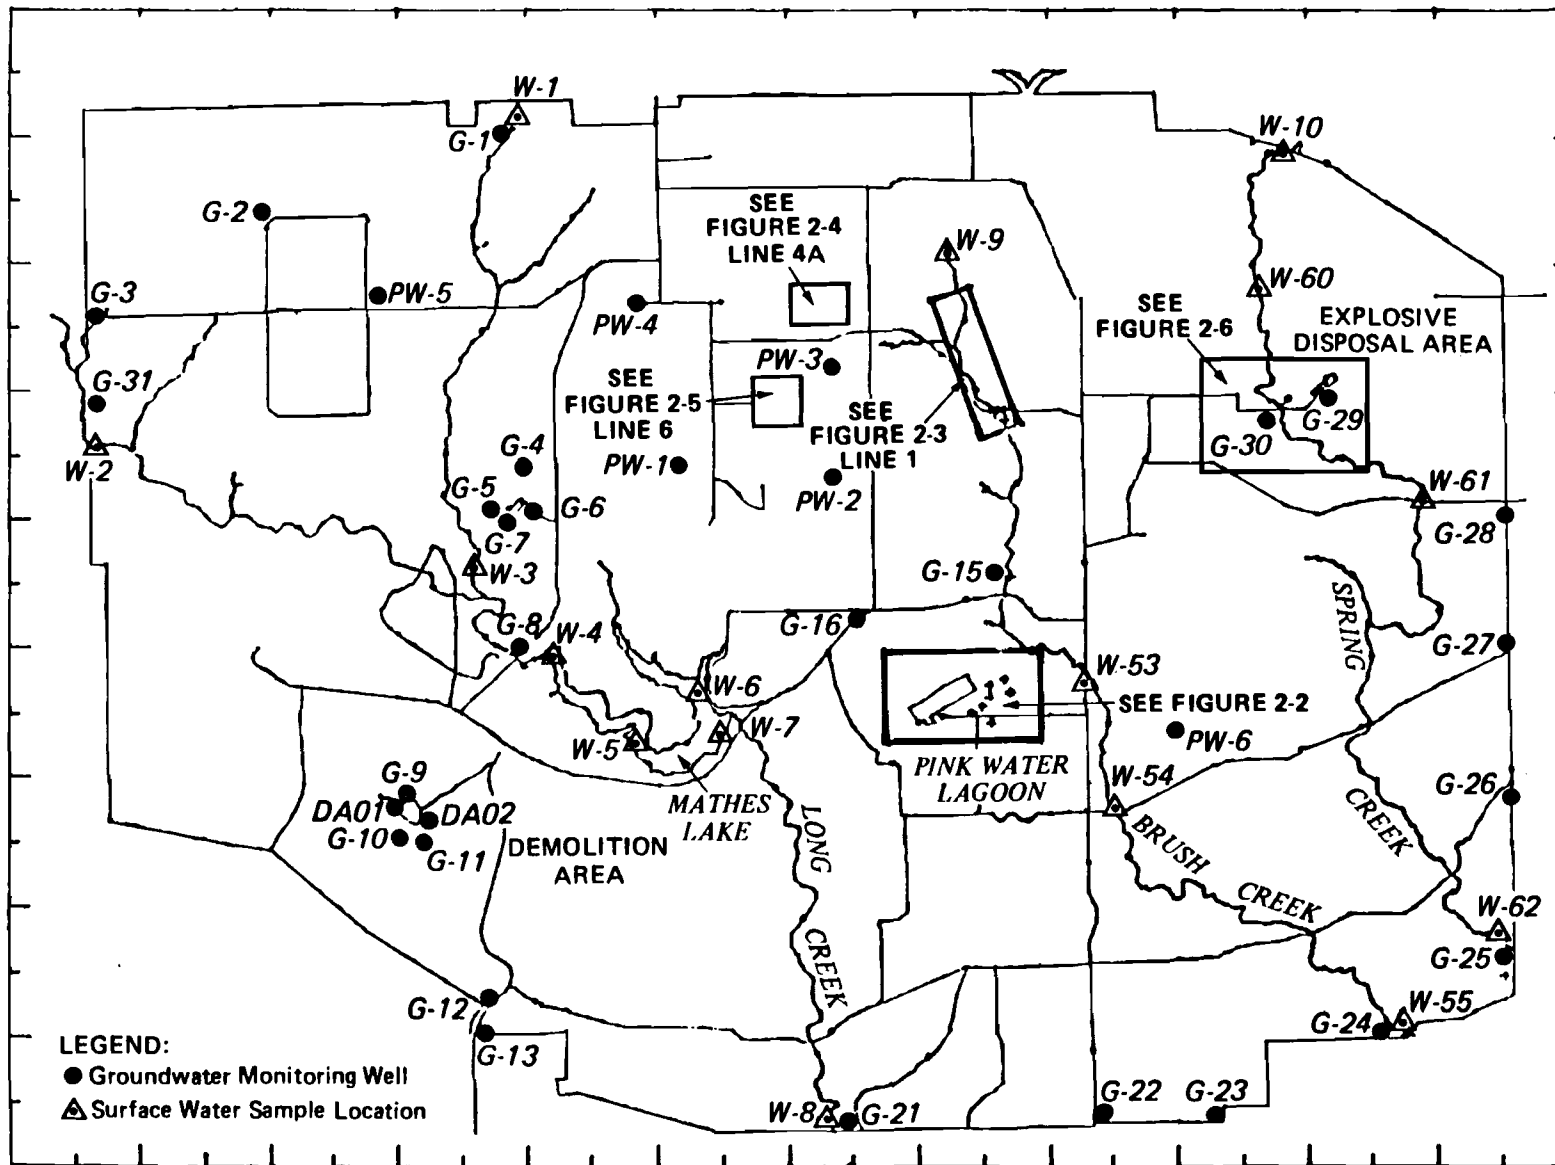 W-1
G-1
W-10
G-2
SEE
FIGURE 2-4
LINE 4A
W-9
G-3
PW-5
W-60
PW-4
SEE
FIGURE 2-6
EXPLOSIVE
DISPOSAL AREA
PW-3
G-31
SEE
FIGURE 2-5
LINE 6
SEE
FIGURE 2-3
LINE 1
G-29
G-30
W-2
G-4
PW-1
PW-2
W-61
G-5
G-6
G-28
G-7
W-3
G-15
SPRING
CREEK
G-8
W-4
G-16
G-27
W-6
W-53
SEE FIGURE 2-2
W-5
W-7
PW-6
PINK WATER
LAGOON
MATHES
LAKE
G-9
DA01
DA02
G-10
G-11
W-54
G-26
DEMOLITION
AREA
LONG
CREEK
BRUSH
CREEK
W-62
G-25
G-12
G-13
W-55
G-24
LEGEND:
Groundwater Monitoring Well
Surface Water Sample Location
W-8
G-21
G-22
G-23